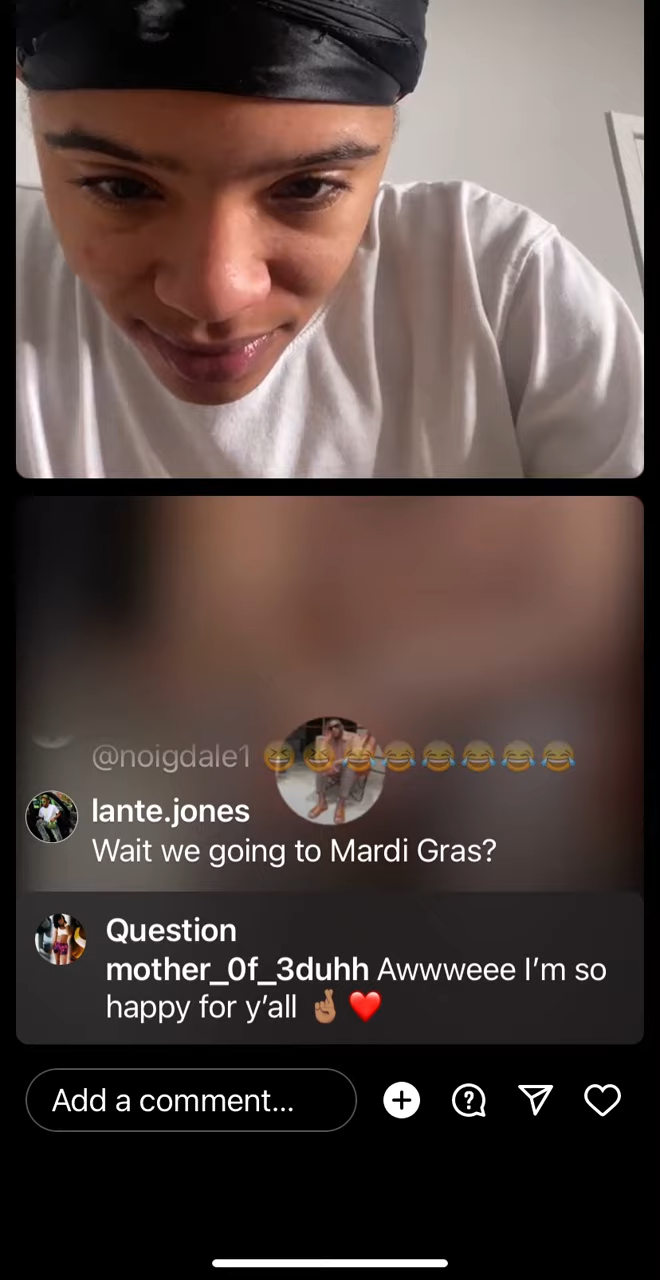 @noigdale1 😆😆😂😂😂😂😂😂
lante.jones
Wait we going to Mardi Gras?
Question
mother_0f_3duhh Awwweee I’m so
happy for y’all 🤞🏽❤️
Add a comment...